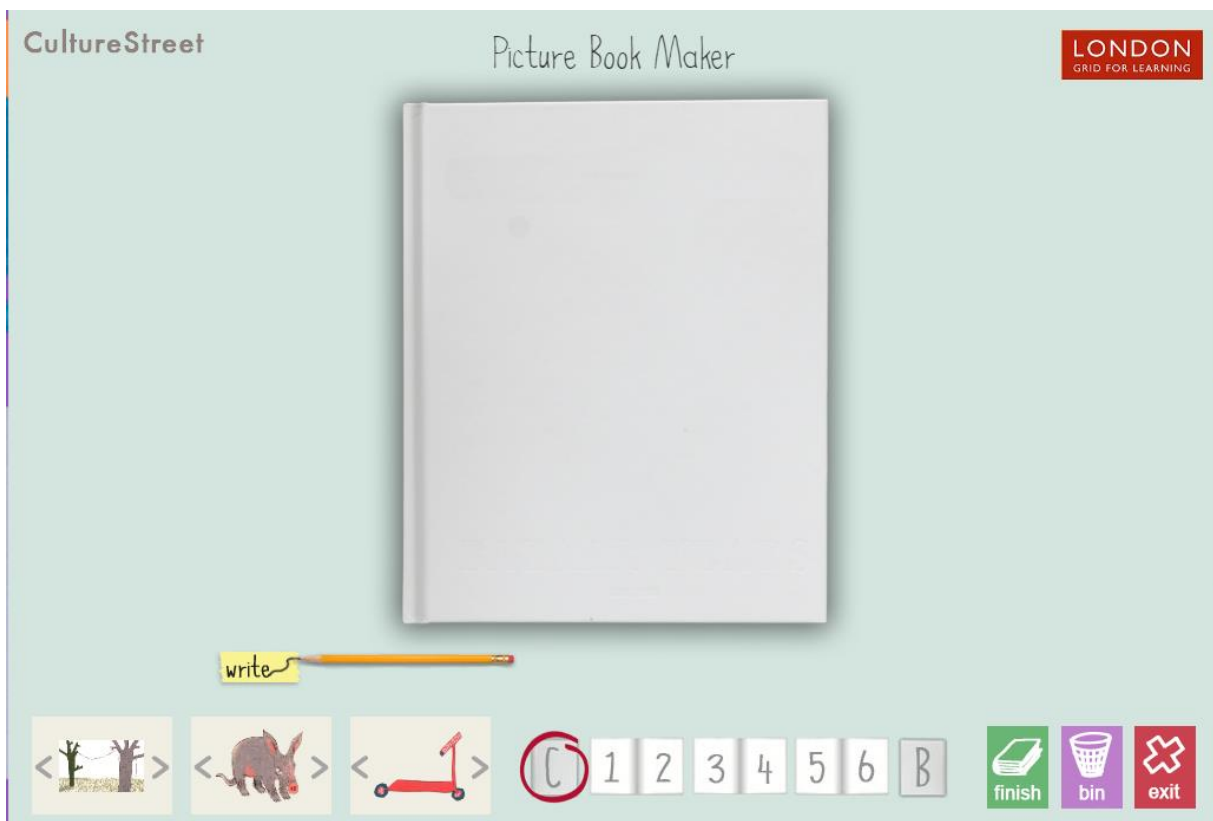 CultureStreet
Picture Book Maker
LONDON
GRID FOR LEARNING
write
C 1 2 3 4 5 6 B
finish
bin
exit